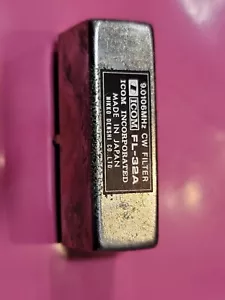 9.0106MHz CW FILTER
ICOM FL-32A
ICOM INCORPORATED
MADE IN JAPAN
NIKKO DENSHI CO LTD